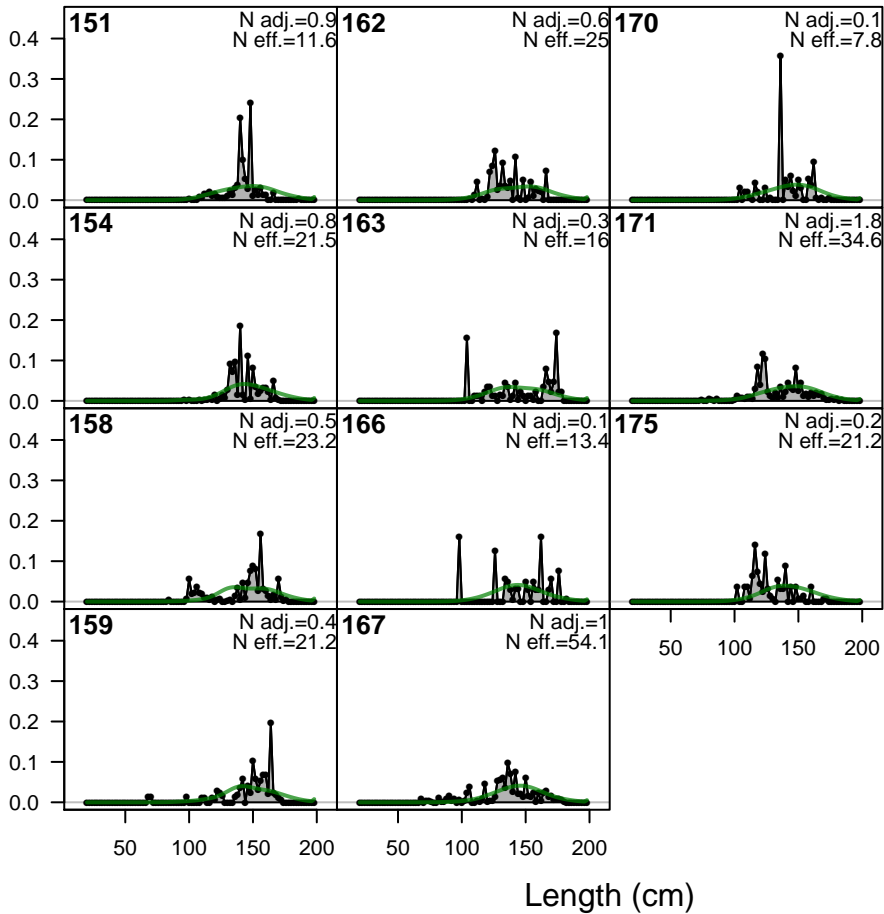 151 N adj.=0.9 162 N adj.=0.6 170 N adj.=0.1
N eff.=11.6 N eff.=25 N eff.=7.8
0.4
0.3
0.2
0.1
0.0
154 N adj.=0.8 163 N adj.=0.3 171 N adj.=1.8
N eff.=21.5 N eff.=16 N eff.=34.6
0.4
0.3
0.2
0.1
0.0
158 N adj.=0.5 166 N adj.=0.1 175 N adj.=0.2
N eff.=23.2 N eff.=13.4 N eff.=21.2
0.4
0.3
0.2
0.1
0.0
159 N adj.=0.4 167 N adj.=1
N eff.=21.2 N eff.=54.1
50 100 150 200
0.4
0.3
0.2
0.1
0.0
50 100 150 200 50 100 150 200
Length (cm)